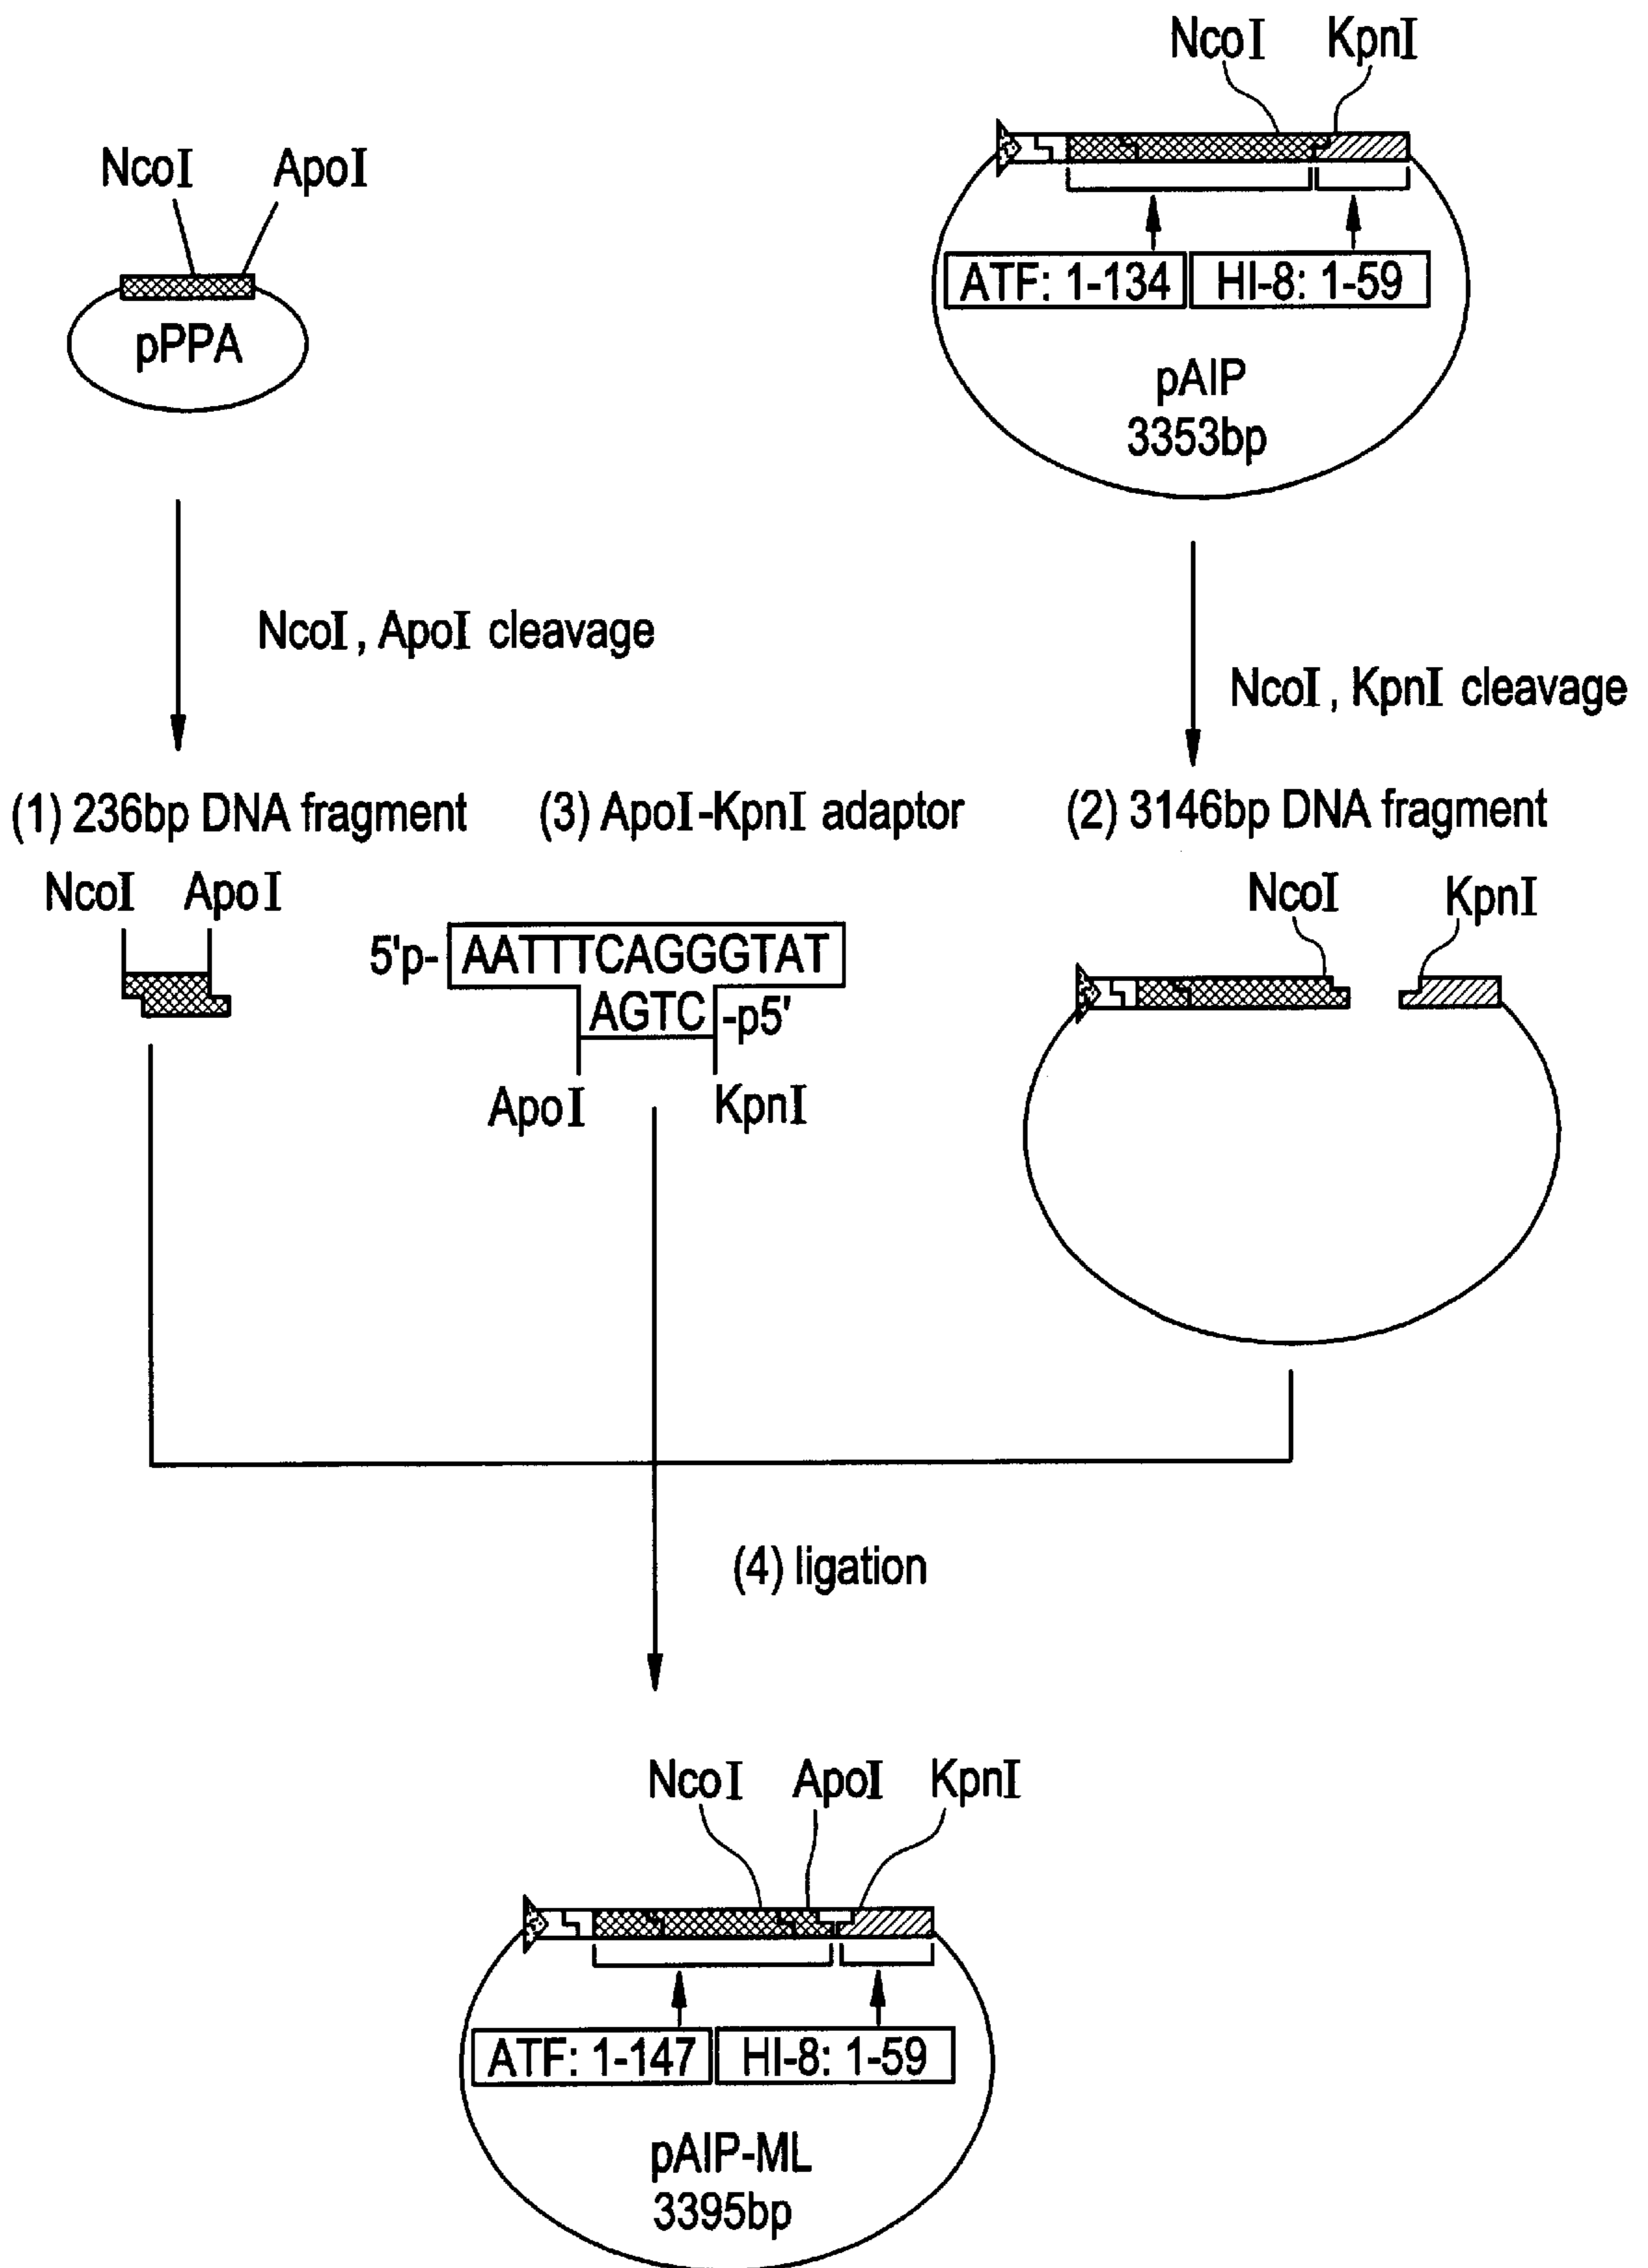 NcoI KpnI
NcoI ApoI
pPPA
ATF: 1-134 HI-8: 1-59
pAIP
3353bp
NcoI, ApoI cleavage
NcoI, KpnI cleavage
(1) 236bp DNA fragment
(3) ApoI-KpnI adaptor
(2) 3146bp DNA fragment
NcoI ApoI
NcoI KpnI
5'p- AATTTCAGGGTAT
AGTC -p5'
ApoI KpnI
(4) ligation
NcoI ApoI KpnI
ATF: 1-147 HI-8: 1-59
pAIP-ML
3395bp